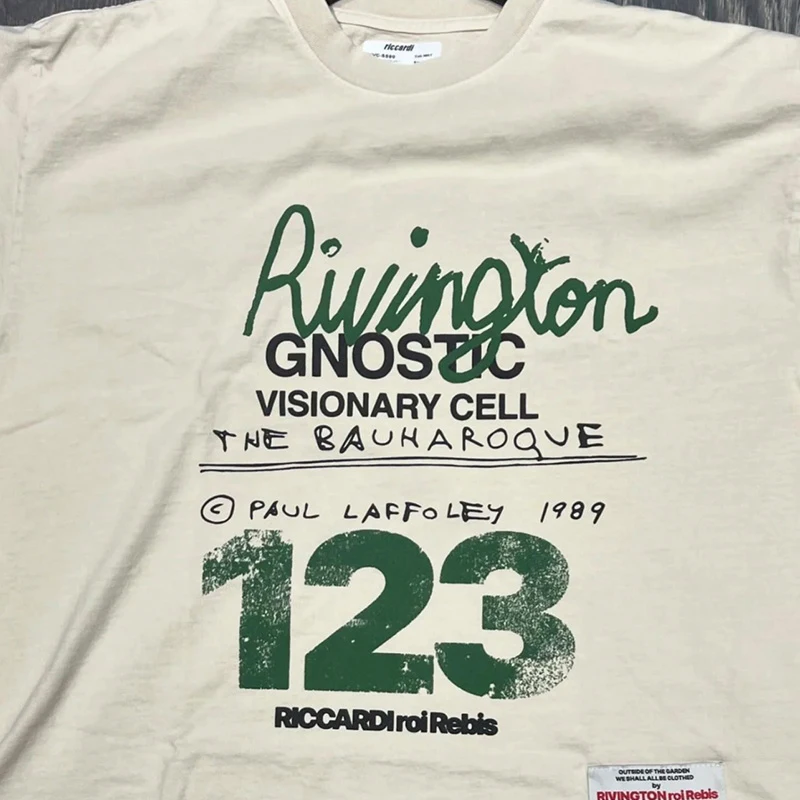 riccardi
Rivington
GNOSTIC
VISIONARY CELL
THE BAUHAROQUE
© PAUL LAFFOLEY 1989
123
RICCARDI roi Rebis
OUTSIDE OF THE GARDEN
WE SHALL ALL BE CLOTHED
by
RIVINGTON roi Rebis